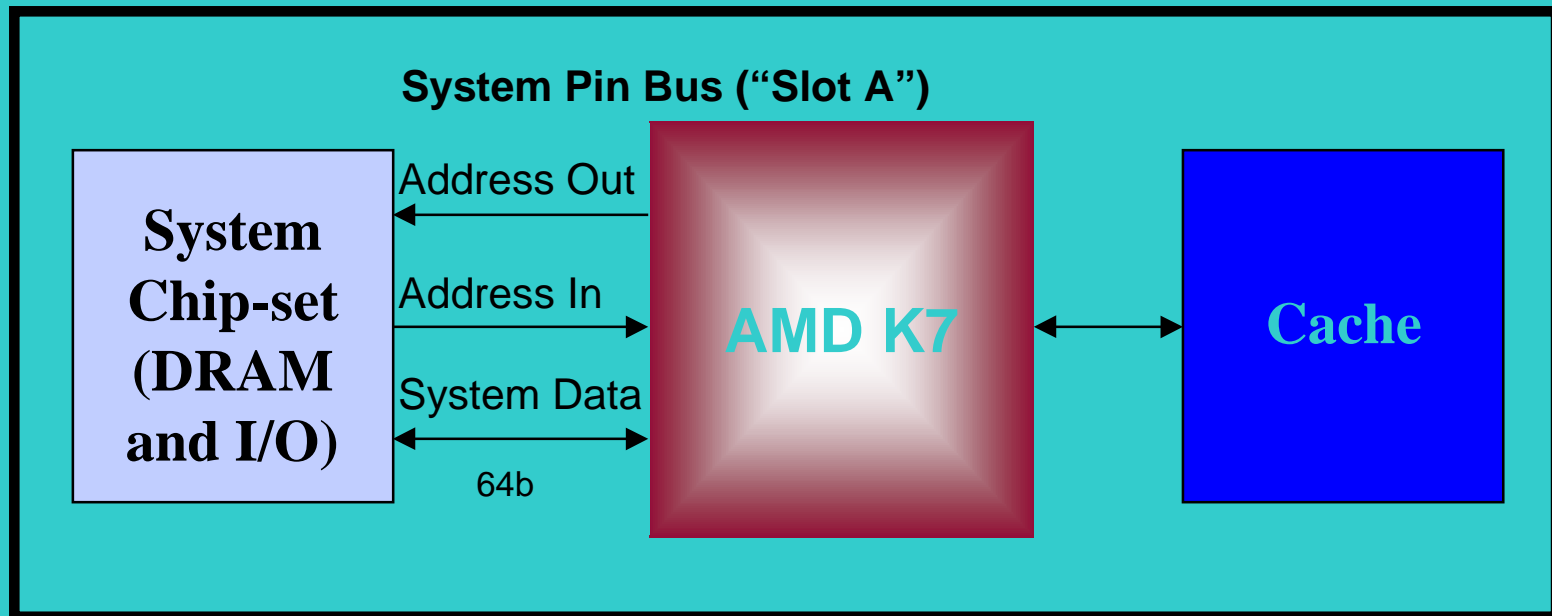 System Pin Bus (“Slot A”)
System
Chip-set
(DRAM
and I/O)
Address Out
Address In
System Data
64b
AMD K7
Cache